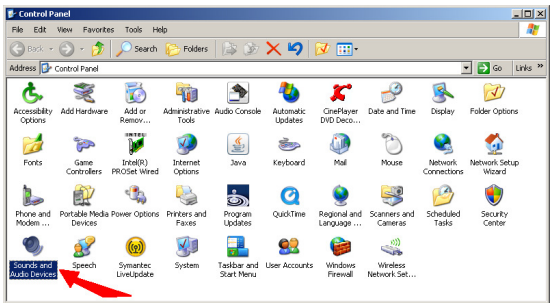 Control Panel
File Edit View Favorites Tools Help
Back Search Folders
Address Control Panel Go Links »
Accessibility Options
Add Hardware
Add or Remov...
Administrative Tools
Audio Console
Automatic Updates
CinePlayer DVD Deco...
Date and Time
Display
Folder Options
Fonts
Game Controllers
INTEL
Intel(R) PROSet Wired
Internet Options
Java
Keyboard
Mail
Mouse
Network Connections
Network Setup Wizard
Phone and Modem ...
Portable Media Devices
Power Options
Printers and Faxes
Program Updates
QuickTime
Regional and Language ...
Scanners and Cameras
Scheduled Tasks
Security Center
Sounds and Audio Devices
Speech
Symantec LiveUpdate
System
Taskbar and Start Menu
User Accounts
Windows Firewall
Wireless Network Set...